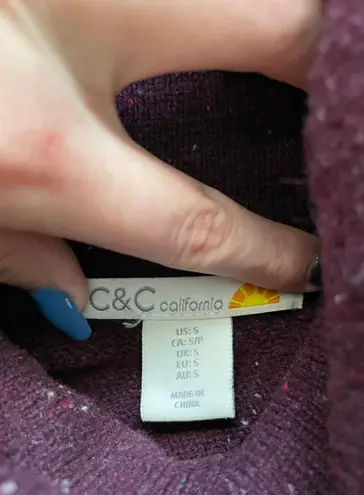 C&C california
US: S
CA: S/P
UK: S
EU: S
AU: S
MADE IN
CHINA